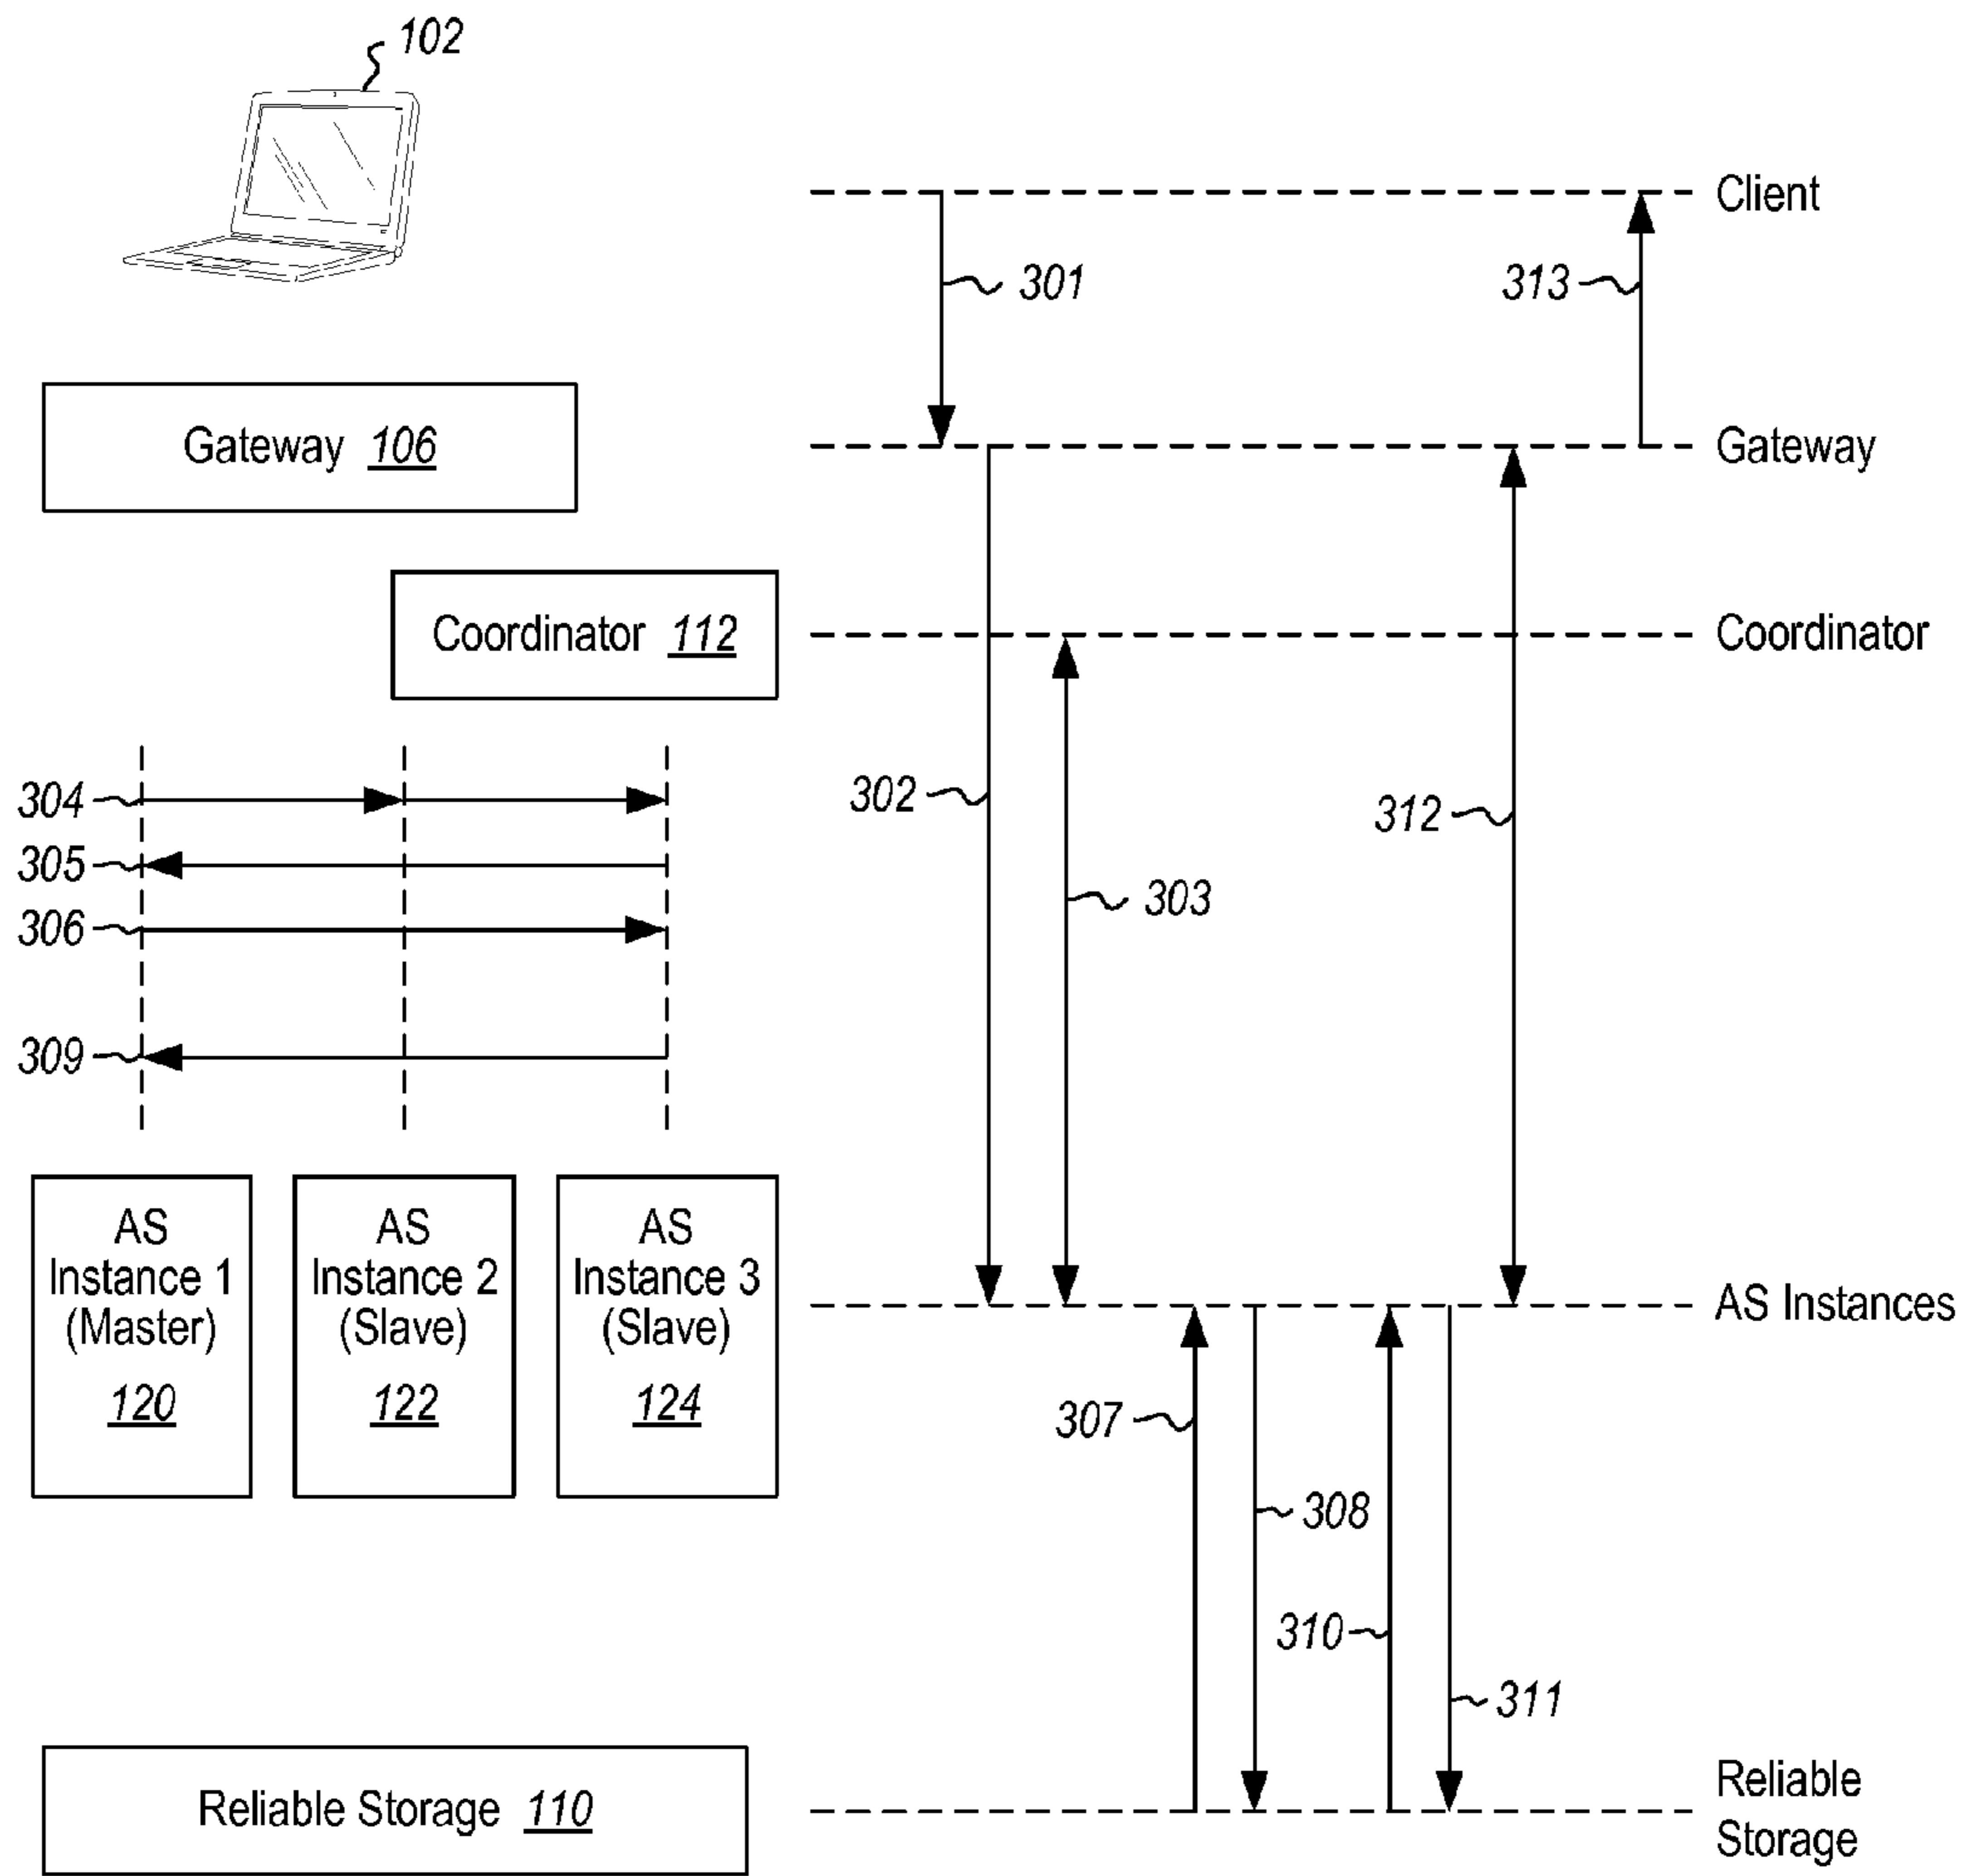 102
Client
301
313
Gateway 106
Gateway
Coordinator 112
Coordinator
304
302
312
305
303
306
309
AS
Instance 1
(Master)
120
AS
Instance 2
(Slave)
122
AS
Instance 3
(Slave)
124
AS Instances
307
308
310
311
Reliable Storage 110
Reliable
Storage